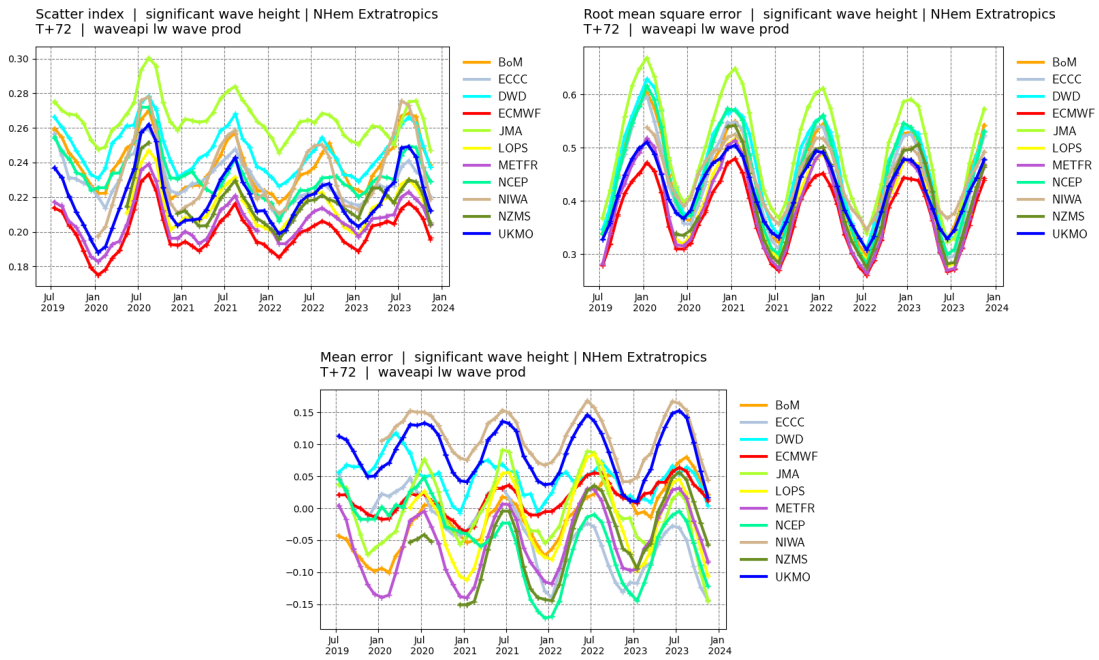 Scatter index | significant wave height | NHem Extratropics
T+72 | waveapi lw wave prod
0.30
0.28
0.26
0.24
0.22
0.20
0.18
Jul 2019
Jan 2020
Jul 2020
Jan 2021
Jul 2021
Jan 2022
Jul 2022
Jan 2023
Jul 2023
Jan 2024
BoM
ECCC
DWD
ECMWF
JMA
LOPS
METFR
NCEP
NIWA
NZMS
UKMO
Root mean square error | significant wave height | NHem Extratropics
T+72 | waveapi lw wave prod
0.6
0.5
0.4
0.3
Jul 2019
Jan 2020
Jul 2020
Jan 2021
Jul 2021
Jan 2022
Jul 2022
Jan 2023
Jul 2023
Jan 2024
BoM
ECCC
DWD
ECMWF
JMA
LOPS
METFR
NCEP
NIWA
NZMS
UKMO
Mean error | significant wave height | NHem Extratropics
T+72 | waveapi lw wave prod
0.15
0.10
0.05
0.00
−0.05
−0.10
−0.15
Jul 2019
Jan 2020
Jul 2020
Jan 2021
Jul 2021
Jan 2022
Jul 2022
Jan 2023
Jul 2023
Jan 2024
BoM
ECCC
DWD
ECMWF
JMA
LOPS
METFR
NCEP
NIWA
NZMS
UKMO